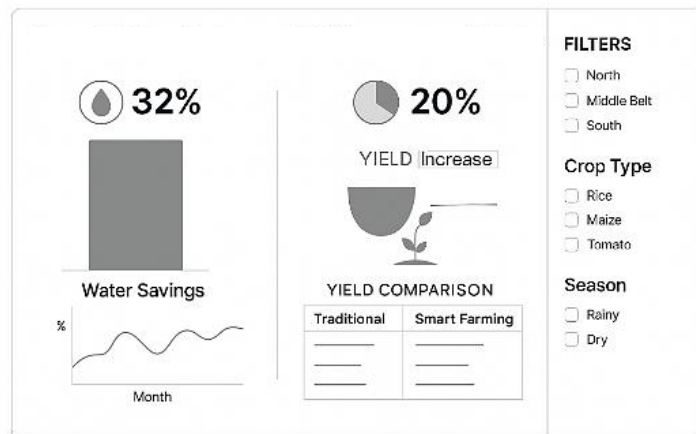 32%
Water Savings
%
Month
20%
YIELD Increase
YIELD COMPARISON
Traditional Smart Farming
FILTERS
North
Middle Belt
South
Crop Type
Rice
Maize
Tomato
Season
Rainy
Dry